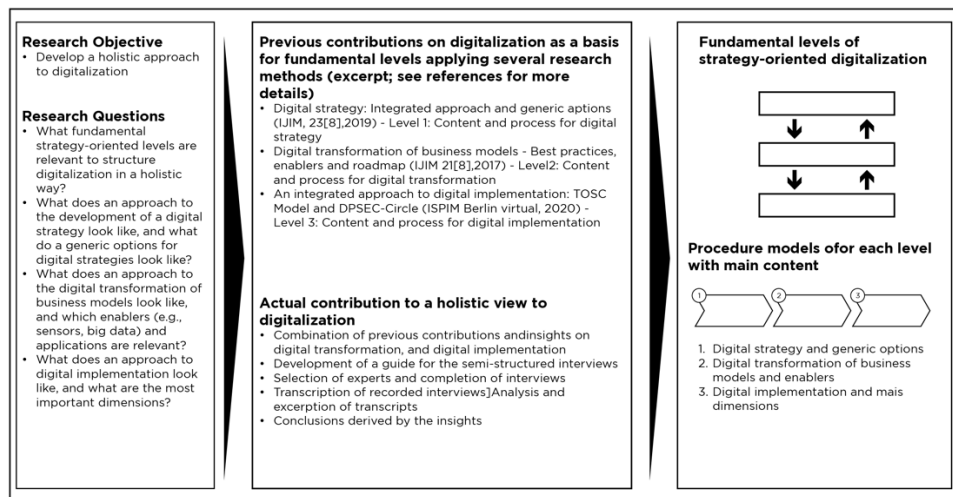 Research Objective
• Develop a holistic approach
to digitalization
Research Questions
• What fundamental
strategy-oriented levels are
relevant to structure
digitalization in a holistic
way?
• What does an approach to
the development of a digital
strategy look like, and what
do a generic options for
digital strategies look like?
• What does an approach to
the digital transformation of
business models look like,
and which enablers (e.g.,
sensors, big data) and
applications are relevant?
• What does an approach to
digital implementation look
like, and what are the most
important dimensions?
Previous contributions on digitalization as a basis
for fundamental levels applying several research
methods (excerpt; see references for more
details)
• Digital strategy: Integrated approach and generic aptions
(IJIM, 23[8],2019) - Level 1: Content and process for digital
strategy
• Digital transformation of business models - Best practices,
enablers and roadmap (IJIM 21[8],2017) - Level2: Content
and process for digital transformation
• An integrated approach to digital implementation: TOSC
Model and DPSEC-Circle (ISPIM Berlin virtual, 2020) -
Level 3: Content and process for digital implementation
Actual contribution to a holistic view to
digitalization
• Combination of previous contributions andinsights on
digital transformation, and digital implementation
• Development of a guide for the semi-structured interviews
• Selection of experts and completion of interviews
• Transcription of recorded interviews]Analysis and
excerption of transcripts
• Conclusions derived by the insights
Fundamental levels of
strategy-oriented digitalization
Procedure models ofor each level
with main content
1
2
3
1. Digital strategy and generic options
2. Digital transformation of business
models and enablers
3. Digital implementation and mais
dimensions